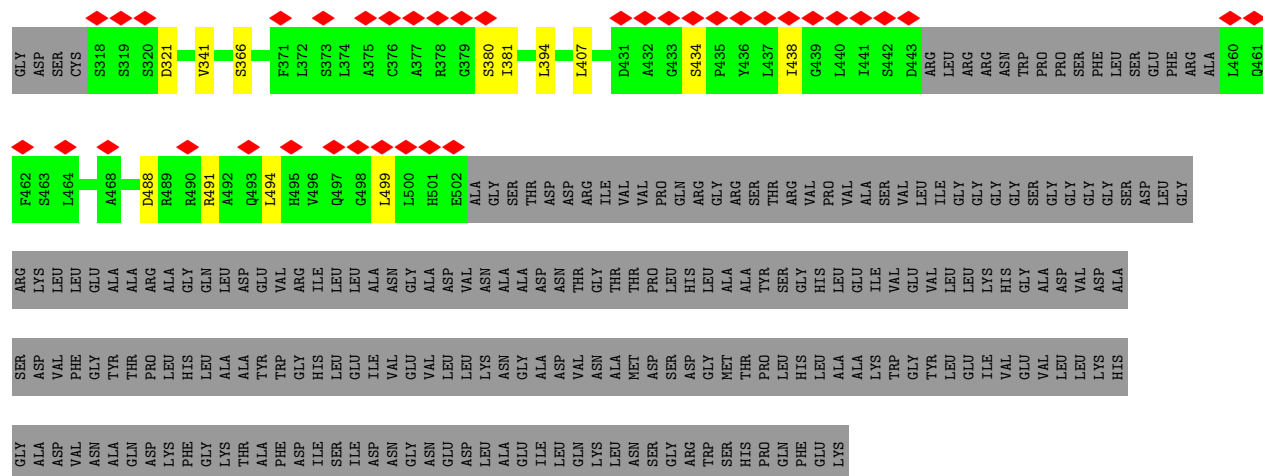 GLY ASP SER CYS S318 S319 S320 D321 V341 S366 F371 L372 S373 L374 A375 C376 A377 R378 G379 S380 I381 L394 L407 D431 A432 G433 S434 P435 Y436 L437 I438 G439 L440 I441 S442 D443 ARG LEU ARG ARG ASN TRP PRO PRO SER PHE LEU SER GLU PHE ARG ALA L460 Q461
F462 S463 L464 A468 D488 R489 R490 R491 A492 Q493 L494 H495 V496 Q497 G498 L499 L500 H501 E502 ALA GLY SER THR ASP ASP ARG ILE VAL VAL PRO GLN ARG GLY ARG SER THR ARG VAL PRO VAL ALA SER VAL LEU ILE GLY GLY GLY GLY SER GLY GLY GLY GLY SER ASP LEU GLY
ARG LYS LEU LEU GLU ALA ALA ARG ALA GLY GLN LEU ASP GLU VAL ARG ILE LEU LEU ALA ASN GLY ALA ASP VAL ASN ALA ALA ASP ASN THR GLY THR THR PRO LEU HIS LEU ALA ALA TYR SER GLY HIS LEU GLU ILE VAL GLU VAL LEU LEU LYS HIS GLY ALA ASP VAL ASP ALA
SER ASP VAL PHE GLY TYR THR PRO LEU HIS LEU ALA ALA TYR TRP GLY HIS LEU GLU ILE VAL GLU VAL LEU LEU LYS ASN GLY ALA ASP VAL ASN ALA MET ASP SER ASP GLY MET THR PRO LEU HIS LEU ALA ALA LYS TRP GLY TYR LEU GLU ILE VAL GLU VAL LEU LEU LYS HIS
GLY ALA ASP VAL ASN ALA GLN ASP LYS PHE GLY LYS THR ALA PHE ASP ILE SER ILE ASP ASN GLY ASN GLU ASP LEU ALA GLU ILE LEU GLN LYS LEU ASN SER GLY ARG TRP SER HIS PRO GLN PHE GLU LYS